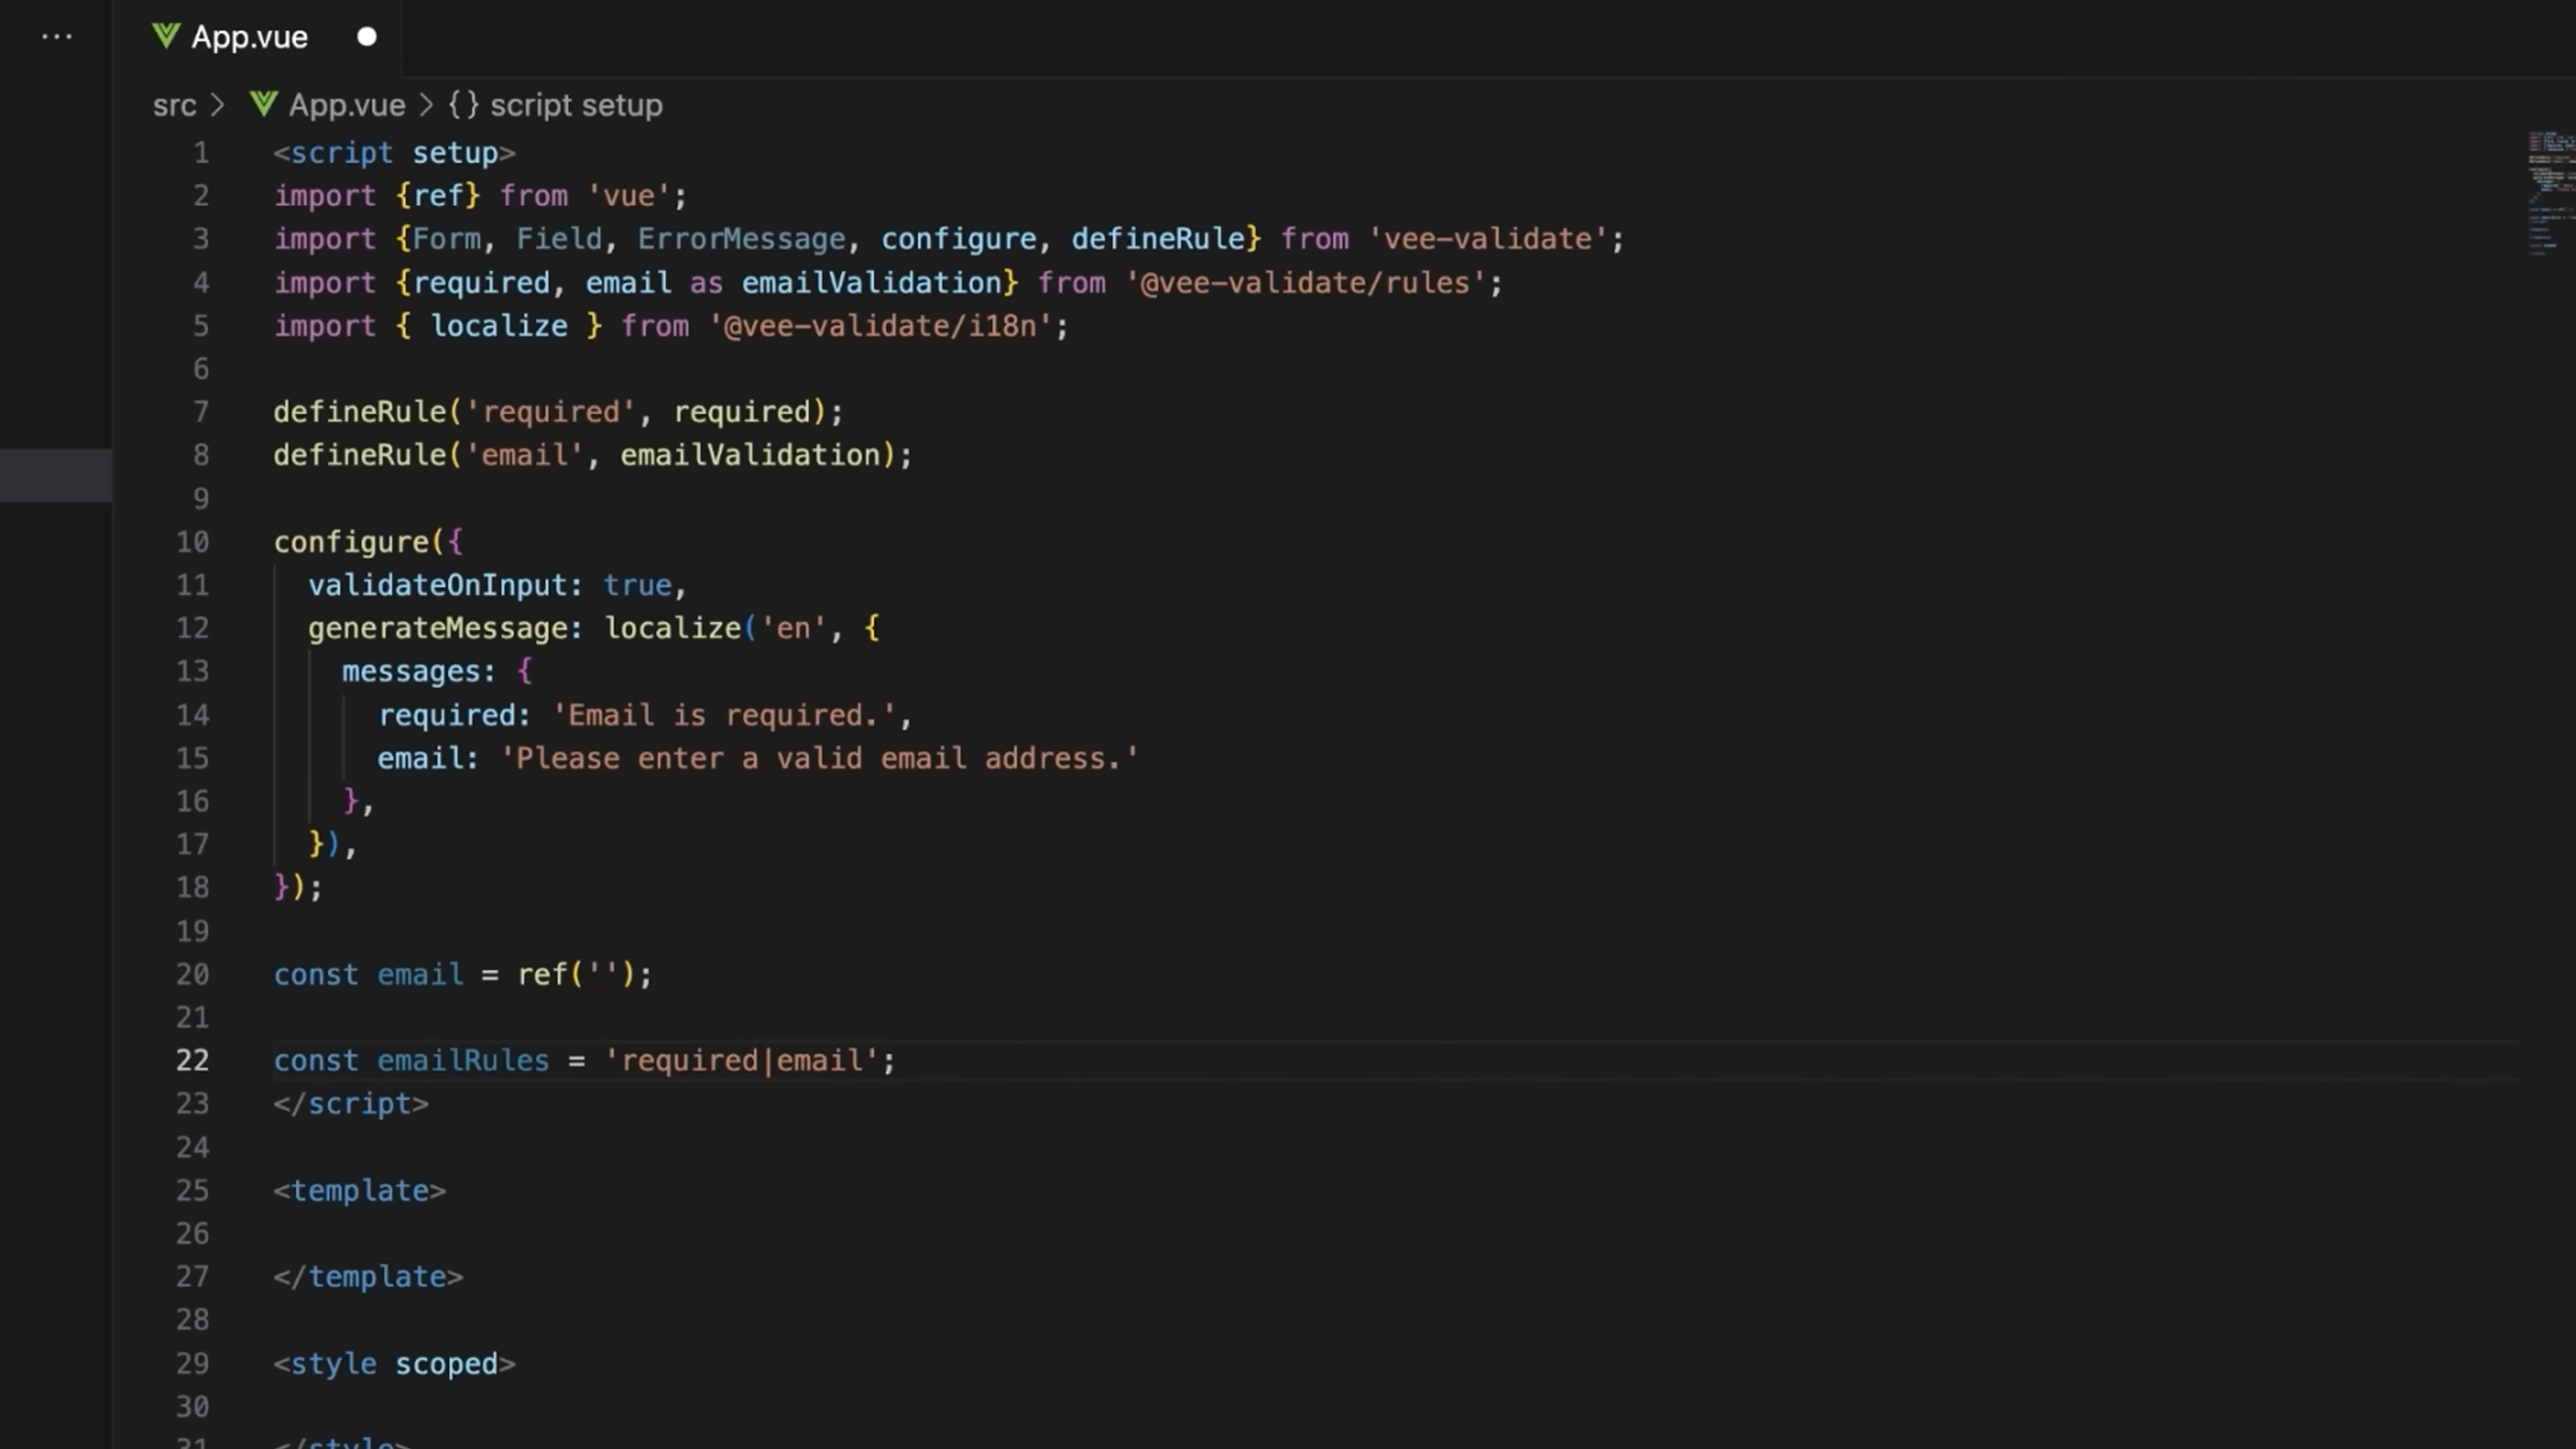 ... App.vue
src > App.vue > {} script setup
1 <script setup>
2 import {ref} from 'vue';
3 import {Form, Field, ErrorMessage, configure, defineRule} from 'vee-validate';
4 import {required, email as emailValidation} from '@vee-validate/rules';
5 import { localize } from '@vee-validate/i18n';
6
7 defineRule('required', required);
8 defineRule('email', emailValidation);
9
10 configure({
11   validateOnInput: true,
12   generateMessage: localize('en', {
13     messages: {
14       required: 'Email is required.',
15       email: 'Please enter a valid email address.'
16     },
17   }),
18 });
19
20 const email = ref('');
21
22 const emailRules = 'required|email';
23 </script>
24
25 <template>
26
27 </template>
28
29 <style scoped>
30
31 </style>